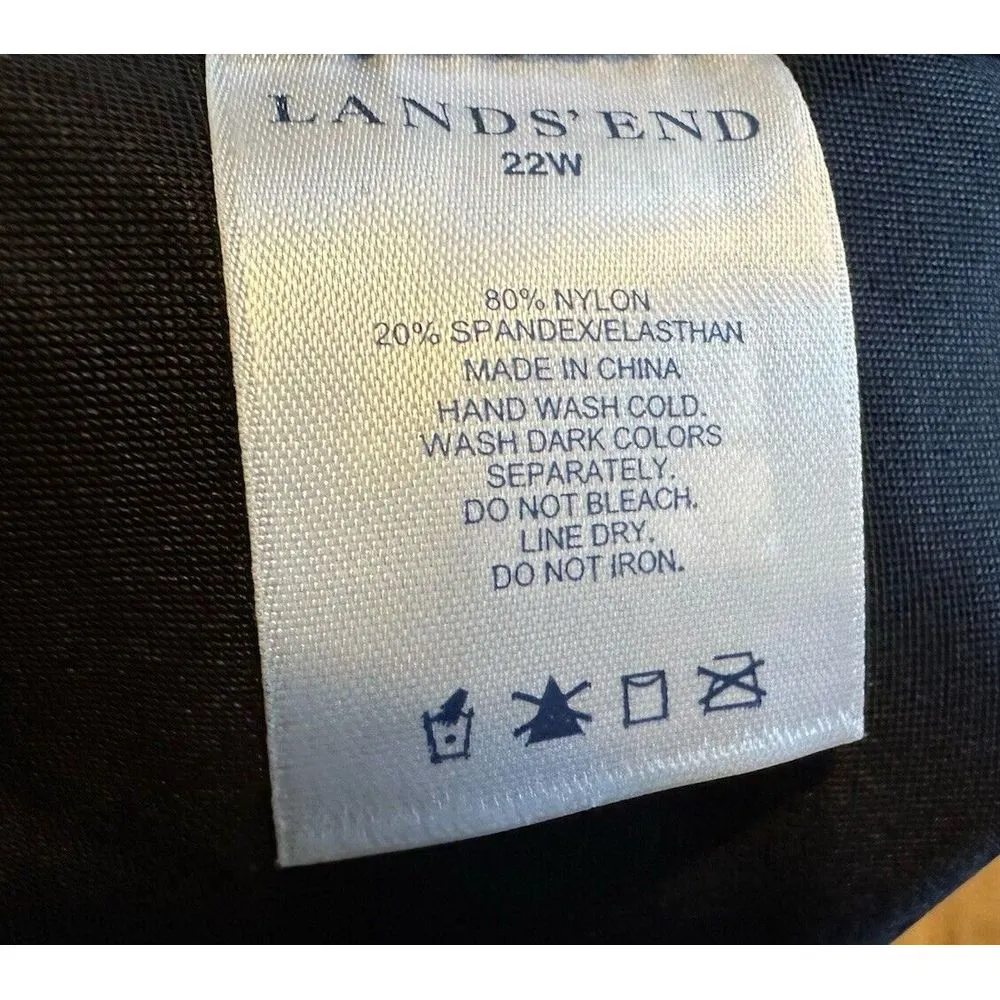 LANDS' END
22W
80% NYLON
20% SPANDEX/ELASTHAN
MADE IN CHINA
HAND WASH COLD.
WASH DARK COLORS
SEPARATELY.
DO NOT BLEACH.
LINE DRY.
DO NOT IRON.